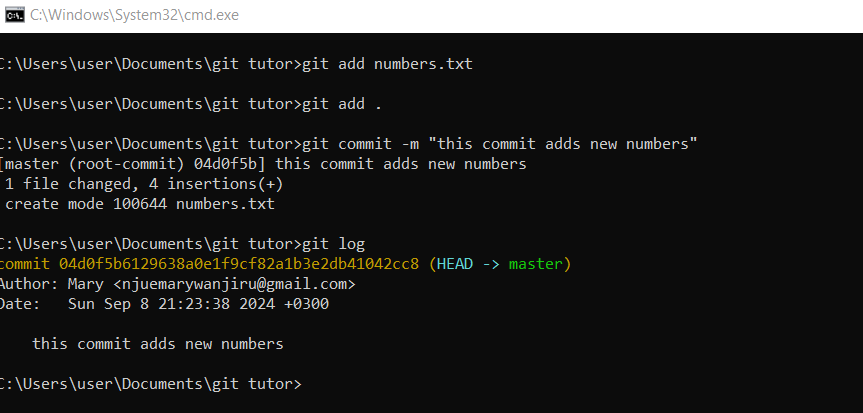 C:\Windows\System32\cmd.exe
C:\Users\user\Documents\git tutor>git add numbers.txt
C:\Users\user\Documents\git tutor>git add .
C:\Users\user\Documents\git tutor>git commit -m "this commit adds new numbers"
[master (root-commit) 04d0f5b] this commit adds new numbers
1 file changed, 4 insertions(+)
create mode 100644 numbers.txt
C:\Users\user\Documents\git tutor>git log
commit 04d0f5b6129638a0e1f9cf82a1b3e2db41042cc8 (HEAD -> master)
Author: Mary <njuemarywanjiru@gmail.com>
Date:   Sun Sep 8 21:23:38 2024 +0300
this commit adds new numbers
C:\Users\user\Documents\git tutor>